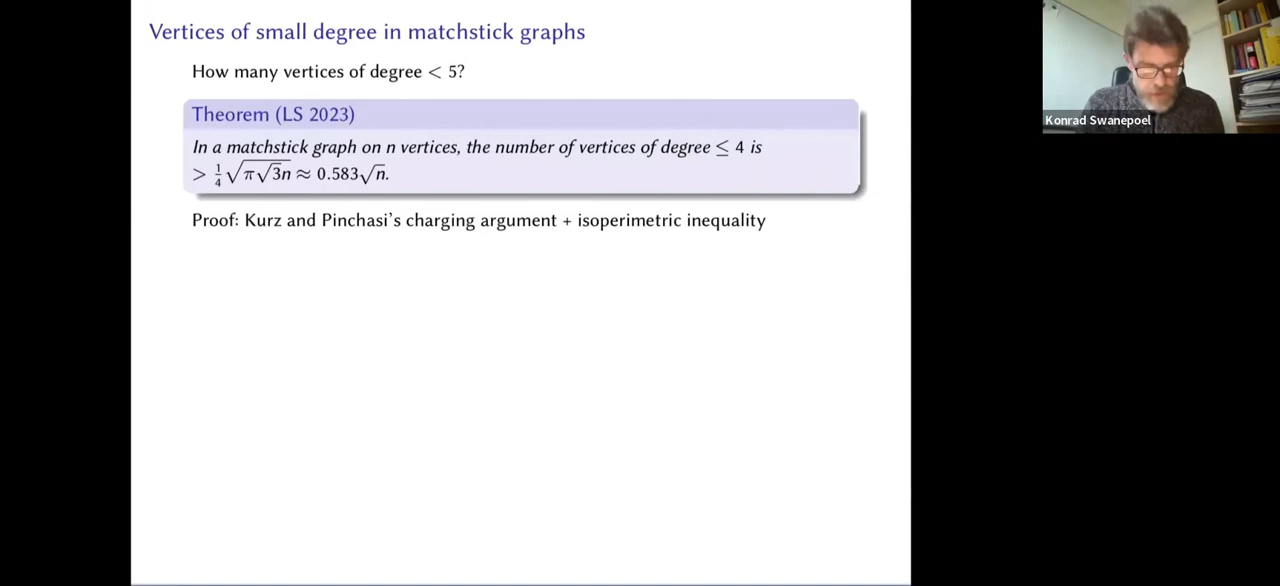 Vertices of small degree in matchstick graphs
How many vertices of degree < 5?
Theorem (LS 2023)
In a matchstick graph on n vertices, the number of vertices of degree ≤ 4 is
> 1/4 √(π√3n) ≈ 0.583√n.
Proof: Kurz and Pinchasi's charging argument + isoperimetric inequality
Konrad Swanepoel